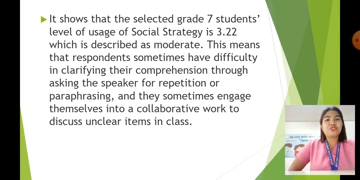 It shows that the selected grade 7 students'
level of usage of Social Strategy is 3.22
which is described as moderate. This means
that respondents sometimes have difficulty
in clarifying their comprehension through
asking the speaker for repetition or
paraphrasing, and they sometimes engage
themselves into a collaborative work to
discuss unclear items in class.